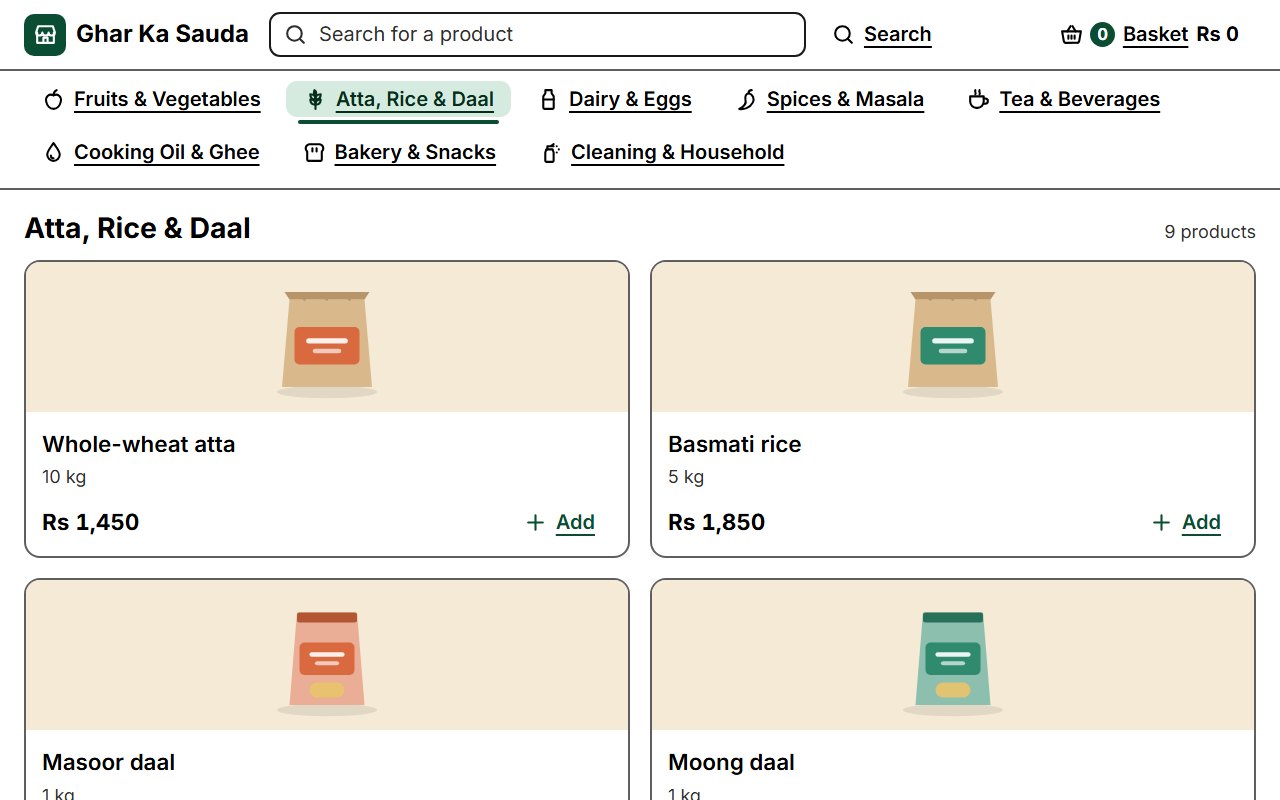 Ghar Ka Sauda
Search for a product
Search
0 Basket Rs 0
Fruits & Vegetables
Atta, Rice & Daal
Dairy & Eggs
Spices & Masala
Tea & Beverages
Cooking Oil & Ghee
Bakery & Snacks
Cleaning & Household
Atta, Rice & Daal
9 products
Whole-wheat atta
10 kg
Rs 1,450
Add
Basmati rice
5 kg
Rs 1,850
Add
Masoor daal
1 kg
Moong daal
1 kg